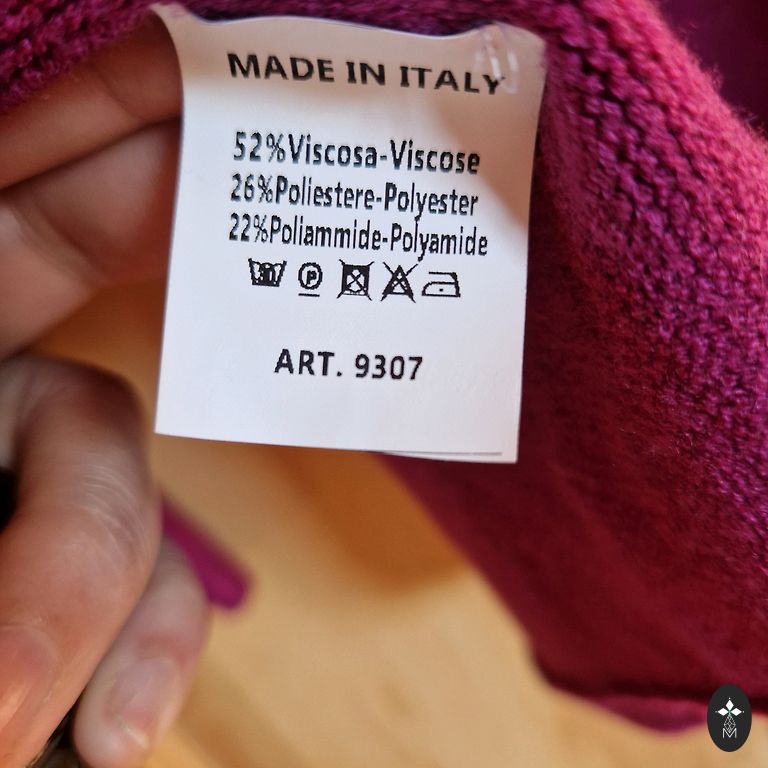 MADE IN ITALY
52%Viscosa-Viscose
26%Poliestere-Polyester
22%Poliammide-Polyamide
P
ART. 9307
M